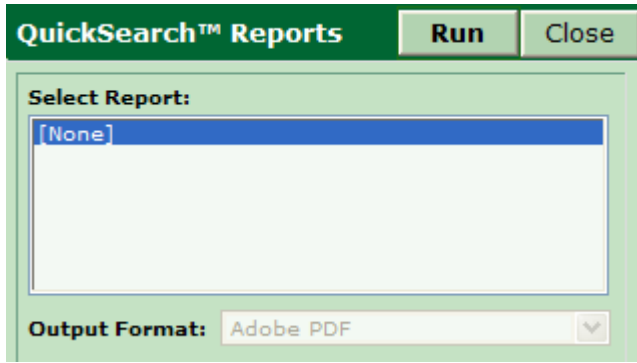 QuickSearch™ Reports Run Close
Select Report:
[None]
Output Format: Adobe PDF